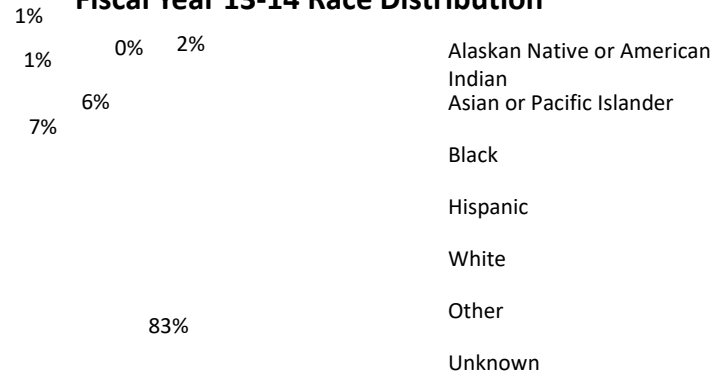 Fiscal Year 13-14 Race Distribution
1%
1%
0%
2%
6%
7%
83%
Alaskan Native or American
Indian
Asian or Pacific Islander
Black
Hispanic
White
Other
Unknown